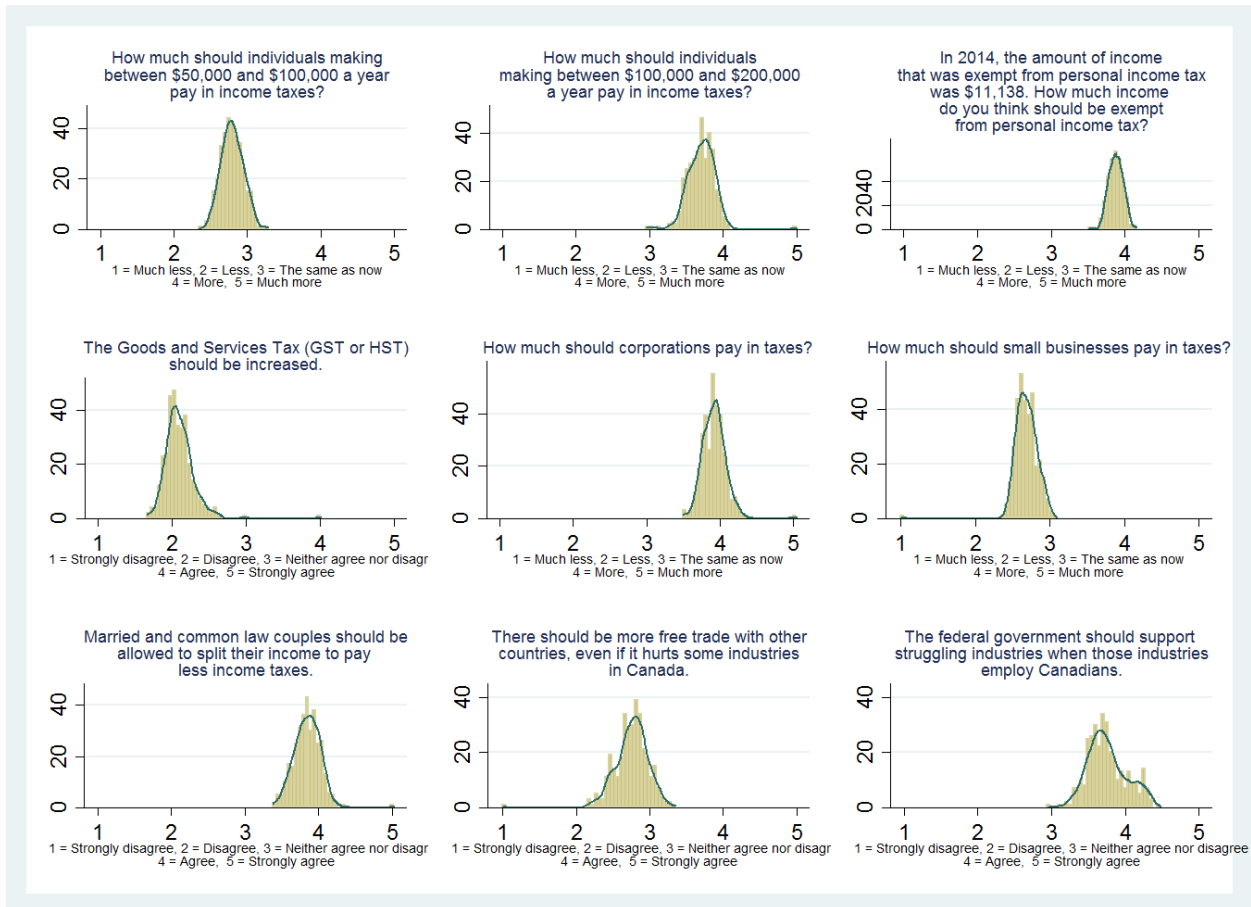 How much should individuals making
between $50,000 and $100,000 a year
pay in income taxes?
40
20
0
1 2 3 4 5
1 = Much less, 2 = Less, 3 = The same as now
4 = More, 5 = Much more
How much should individuals
making between $100,000 and $200,000
a year pay in income taxes?
40
20
0
1 2 3 4 5
1 = Much less, 2 = Less, 3 = The same as now
4 = More, 5 = Much more
In 2014, the amount of income
that was exempt from personal income tax
was $11,138. How much income
do you think should be exempt
from personal income tax?
40
20
0
1 2 3 4 5
1 = Much less, 2 = Less, 3 = The same as now
4 = More, 5 = Much more
The Goods and Services Tax (GST or HST)
should be increased.
40
20
0
1 2 3 4 5
1 = Strongly disagree, 2 = Disagree, 3 = Neither agree nor disagr
4 = Agree, 5 = Strongly agree
How much should corporations pay in taxes?
40
20
0
1 2 3 4 5
1 = Much less, 2 = Less, 3 = The same as now
4 = More, 5 = Much more
How much should small businesses pay in taxes?
40
20
0
1 2 3 4 5
1 = Much less, 2 = Less, 3 = The same as now
4 = More, 5 = Much more
Married and common law couples should be
allowed to split their income to pay
less income taxes.
40
20
0
1 2 3 4 5
1 = Strongly disagree, 2 = Disagree, 3 = Neither agree nor disagr
4 = Agree, 5 = Strongly agree
There should be more free trade with other
countries, even if it hurts some industries
in Canada.
40
20
0
1 2 3 4 5
1 = Strongly disagree, 2 = Disagree, 3 = Neither agree nor disagr
4 = Agree, 5 = Strongly agree
The federal government should support
struggling industries when those industries
employ Canadians.
40
20
0
1 2 3 4 5
1 = Strongly disagree, 2 = Disagree, 3 = Neither agree nor disagree
4 = Agree, 5 = Strongly agree